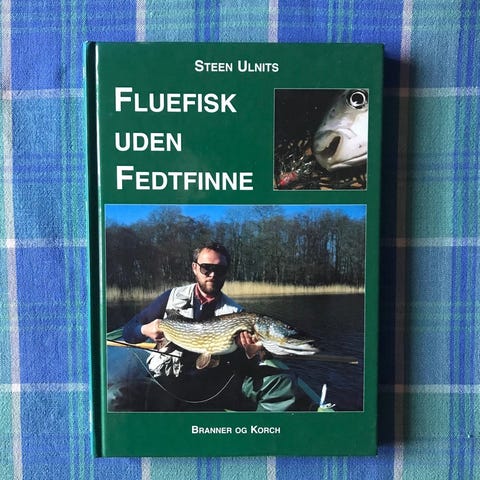 STEEN ULNITS
FLUEFISK
UDEN
FEDTFINNE
BRANNER OG KORCH